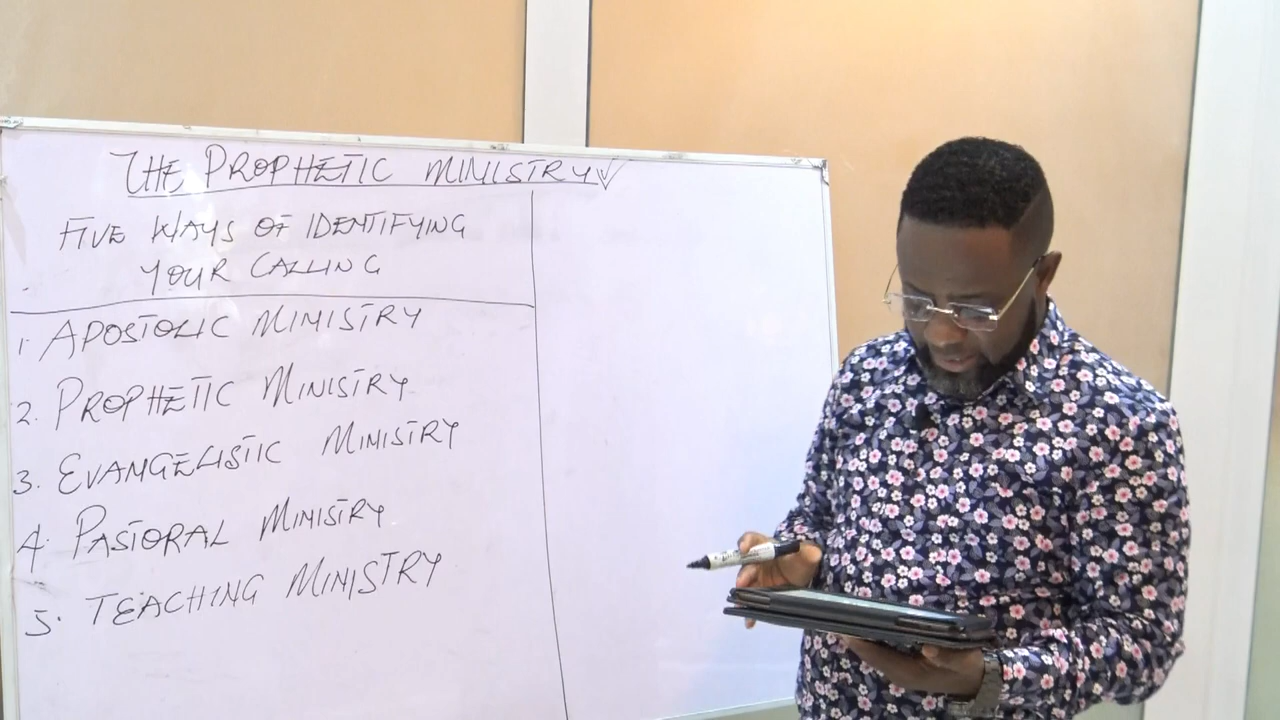 THE PROPHETIC MINISTRY✓
FIVE WAYS OF IDENTIFYING
YOUR CALLING
1 APOSTOLIC MINISTRY
2. PROPHETIC MINISTRY
3. EVANGELISTIC MINISTRY
4. PASTORAL MINISTRY
5. TEACHING MINISTRY